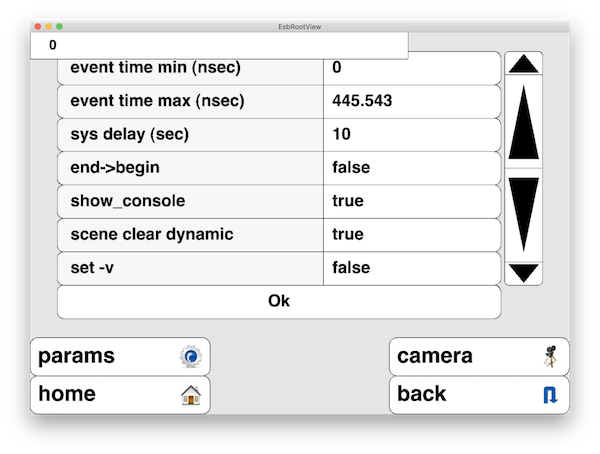 EsbRootView
0
event time min (nsec) 0
event time max (nsec) 445.543
sys delay (sec) 10
end->begin false
show_console true
scene clear dynamic true
set -v false
Ok
params camera
home back